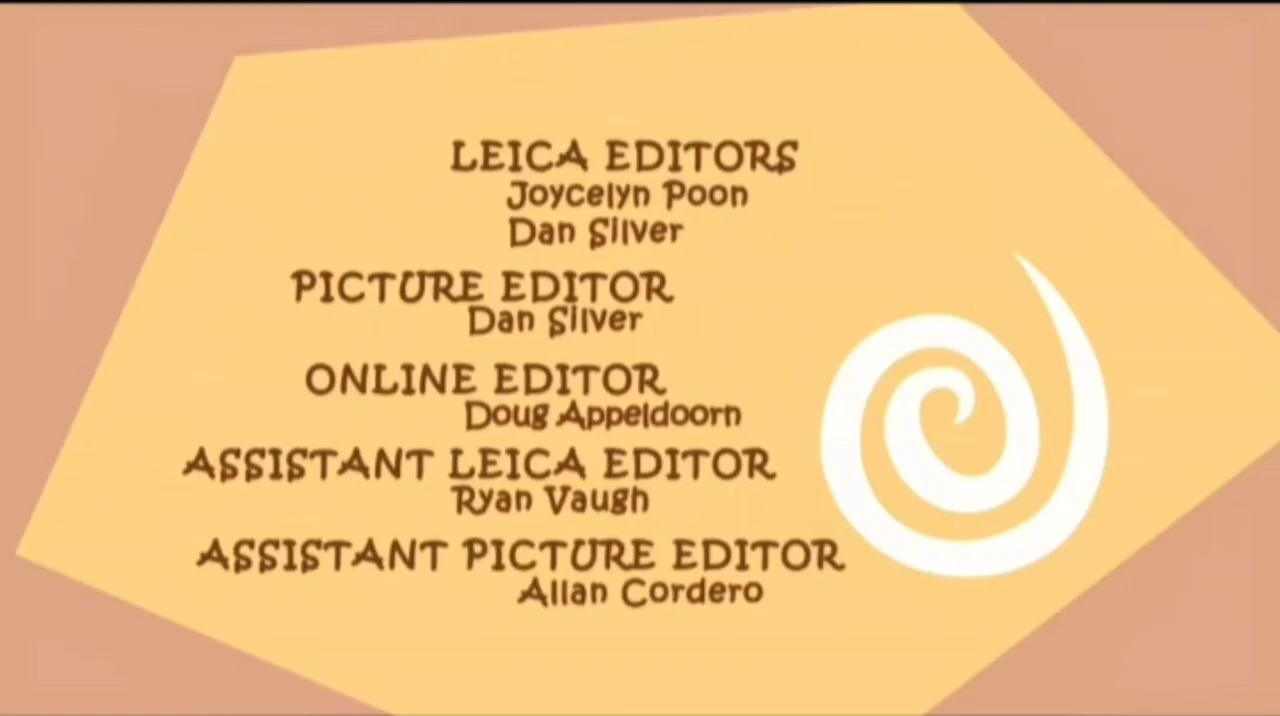 LEICA EDITORS
Joycelyn Poon
Dan Silver
PICTURE EDITOR
Dan Silver
ONLINE EDITOR
Doug Appeldoorn
ASSISTANT LEICA EDITOR
Ryan Vaugh
ASSISTANT PICTURE EDITOR
Allan Cordero